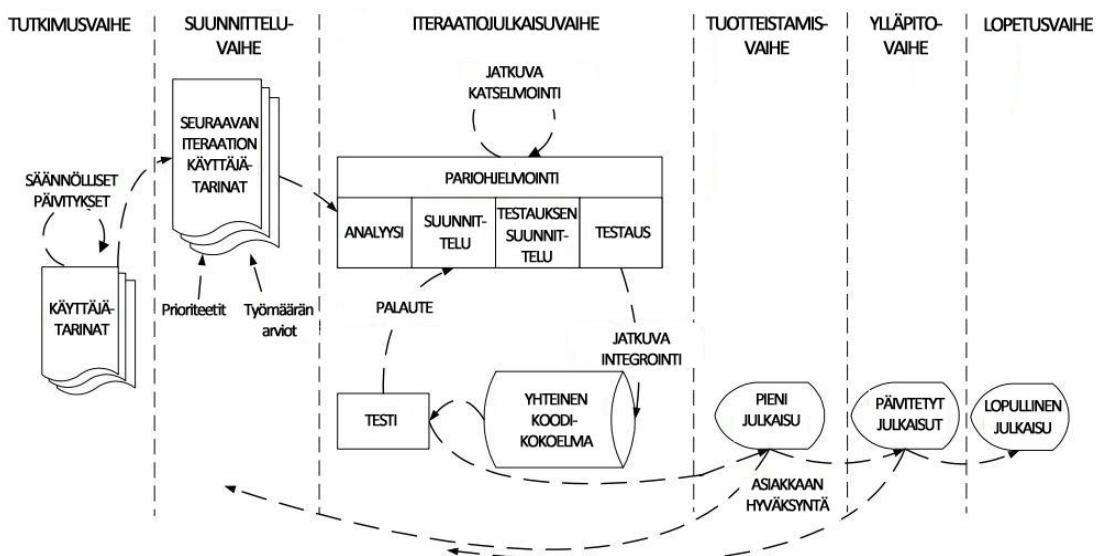 TUTKIMUSVAIHE
SUUNNITTELU-
VAIHE
ITERAATIOJULKAISUVAIHE
TUOTTEISTAMIS-
VAIHE
YLLÄPITO-
VAIHE
LOPETUSVAIHE
SÄÄNNÖLLISET
PÄIVITYKSET
KÄYTTÄJÄ-
TARINAT
SEURAAVAN
ITERAATION
KÄYTTÄJÄ-
TARINAT
Prioriteetit
Työmäärän
arviot
JATKUVA
KATSELMOINTI
PARIOHJELMOINTI
ANALYYSI
SUUNNIT-
TELU
TESTAUKSEN
SUUNNIT-
TELU
TESTAUS
PALAUTE
JATKUVA
INTEGROINTI
TESTI
YHTEINEN
KOODI-
KOKOELMA
PIENI
JULKAISU
PÄIVITETYT
JULKAISUT
LOPULLINEN
JULKAISU
ASIAKKAAN
HYVÄKSYNTÄ